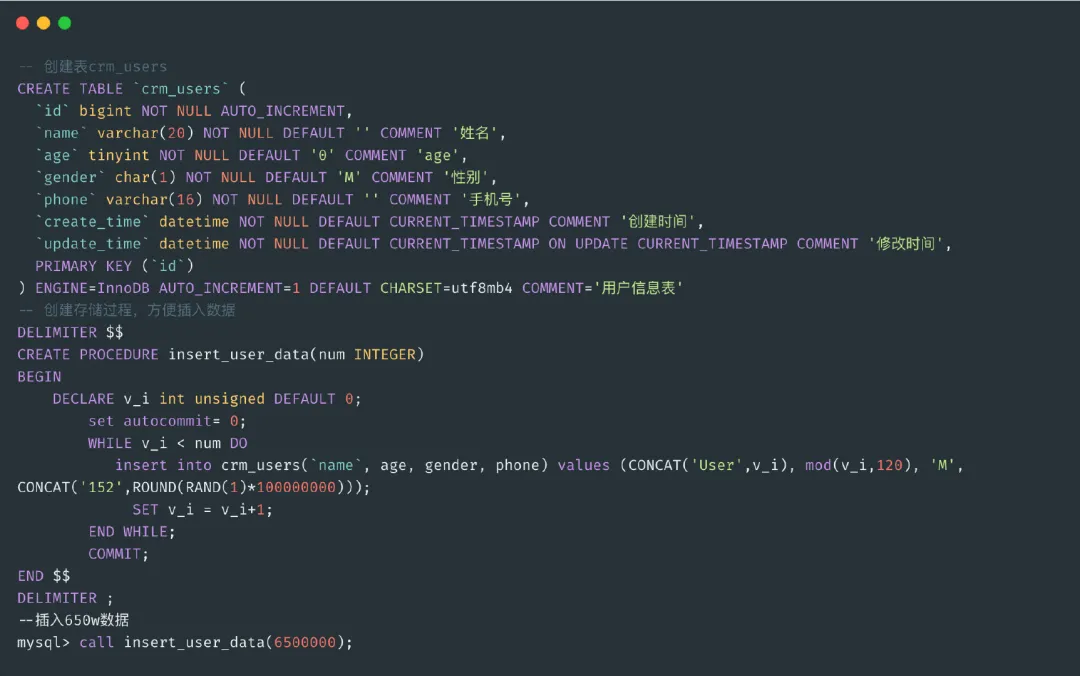 -- 创建表crm_users
CREATE TABLE `crm_users` (
  `id` bigint NOT NULL AUTO_INCREMENT,
  `name` varchar(20) NOT NULL DEFAULT '' COMMENT '姓名',
  `age` tinyint NOT NULL DEFAULT '0' COMMENT 'age',
  `gender` char(1) NOT NULL DEFAULT 'M' COMMENT '性别',
  `phone` varchar(16) NOT NULL DEFAULT '' COMMENT '手机号',
  `create_time` datetime NOT NULL DEFAULT CURRENT_TIMESTAMP COMMENT '创建时间',
  `update_time` datetime NOT NULL DEFAULT CURRENT_TIMESTAMP ON UPDATE CURRENT_TIMESTAMP COMMENT '修改时间',
  PRIMARY KEY (`id`)
) ENGINE=InnoDB AUTO_INCREMENT=1 DEFAULT CHARSET=utf8mb4 COMMENT='用户信息表'
-- 创建存储过程，方便插入数据
DELIMITER $$
CREATE PROCEDURE insert_user_data(num INTEGER)
BEGIN
    DECLARE v_i int unsigned DEFAULT 0;
        set autocommit= 0;
        WHILE v_i < num DO
           insert into crm_users(`name`, age, gender, phone) values (CONCAT('User',v_i), mod(v_i,120), 'M',
CONCAT('152',ROUND(RAND(1)*100000000)));
             SET v_i = v_i+1;
        END WHILE;
        COMMIT;
END $$
DELIMITER ;
--插入650w数据
mysql> call insert_user_data(6500000);